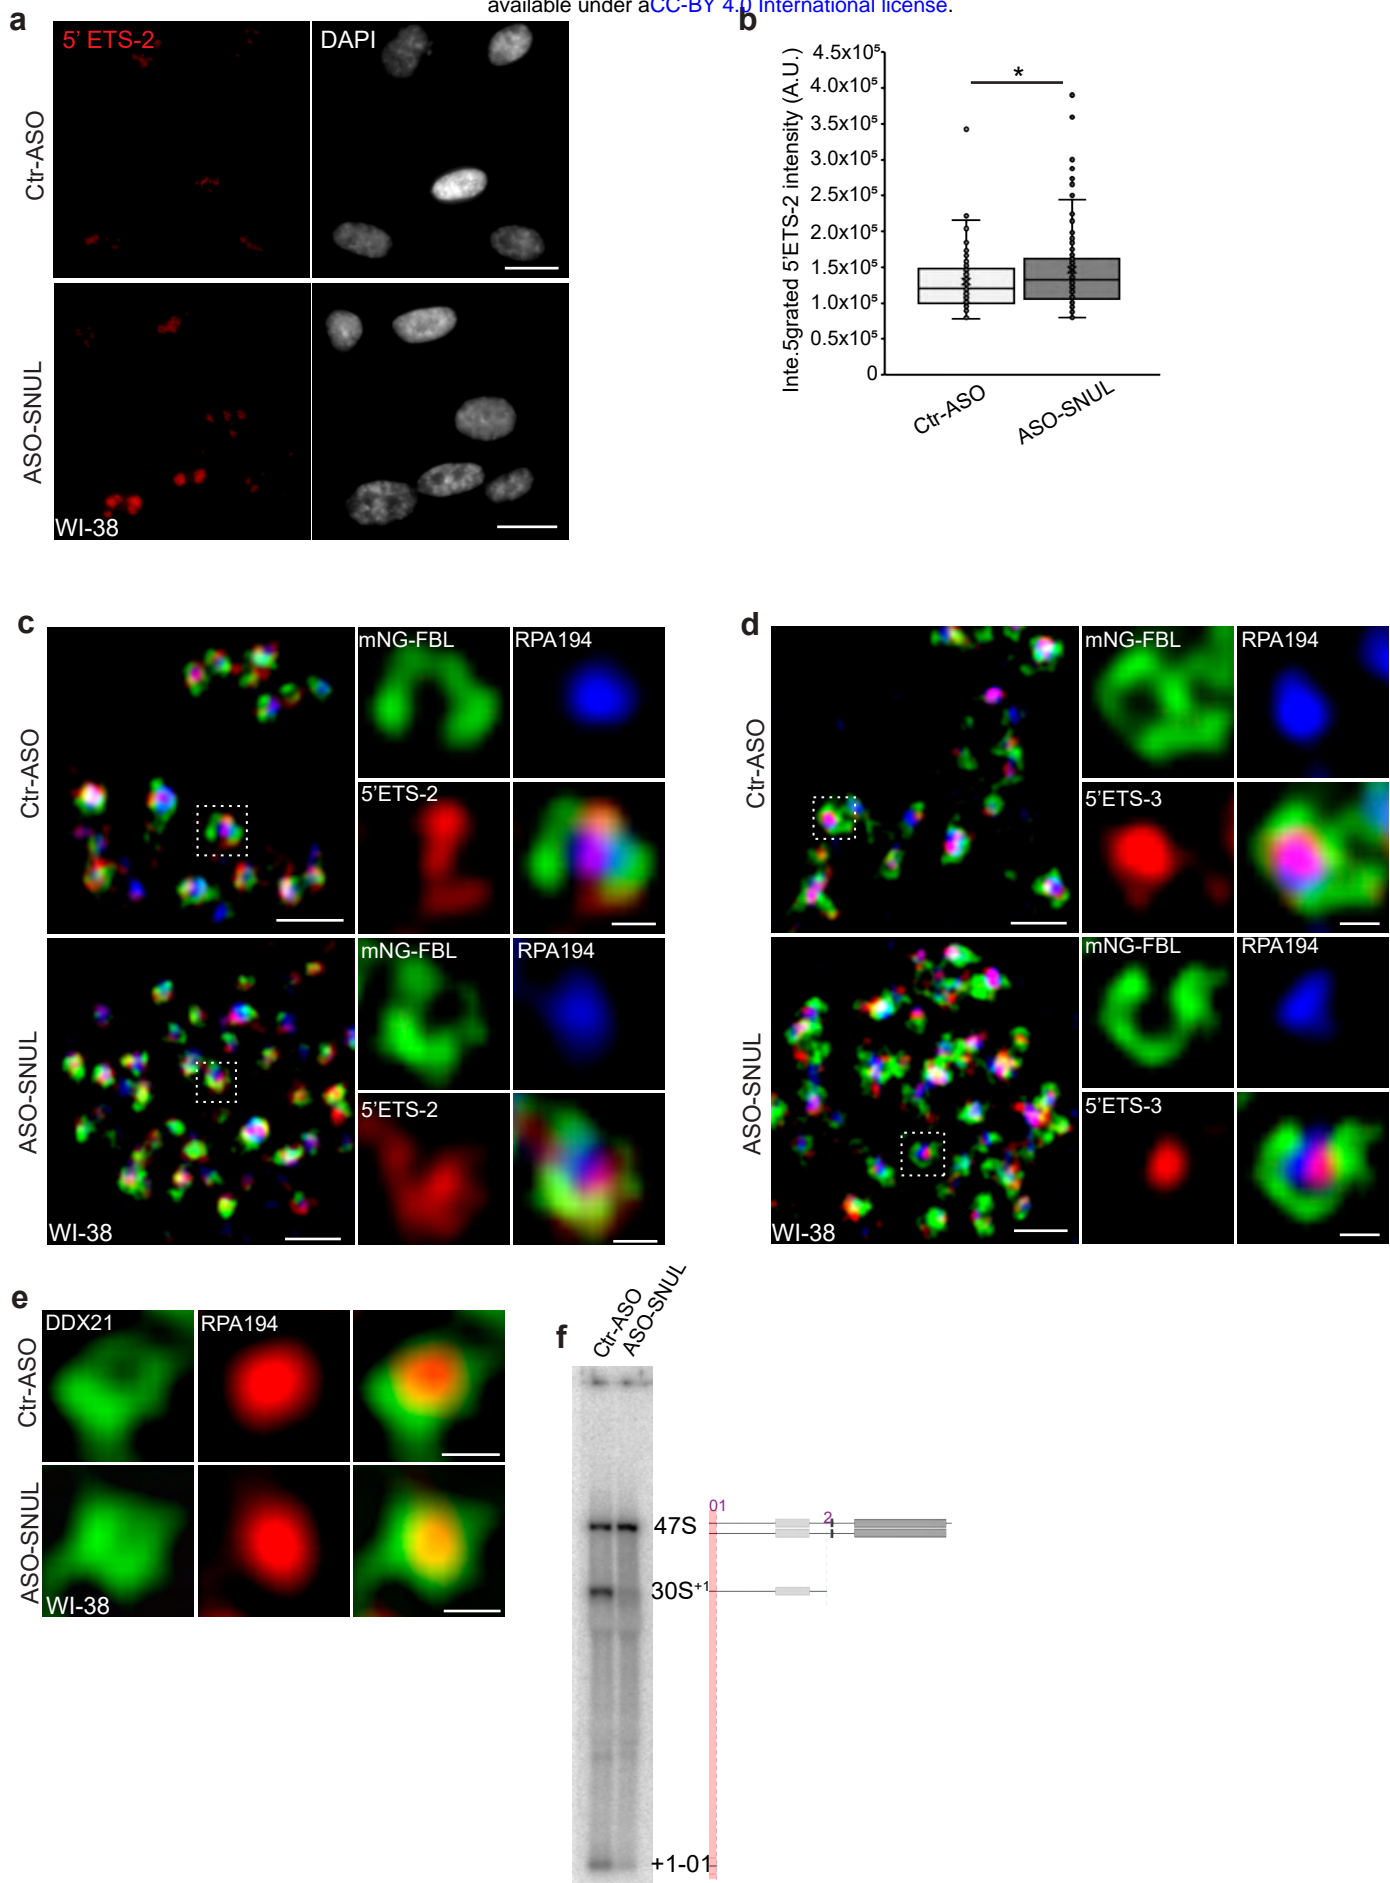 available under aCC-BY 4.0 International license.
a
5' ETS-2
DAPI
Ctr-ASO
ASO-SNUL
WI-38
b
Inte.5grated 5'ETS-2 intensity (A.U.)
4.5x10⁵
4.0x10⁵
3.5x10⁵
3.0x10⁵
2.5x10⁵
2.0x10⁵
1.5x10⁵
1.0x10⁵
0.5x10⁵
0
*
Ctr-ASO
ASO-SNUL
c
Ctr-ASO
mNG-FBL
RPA194
5'ETS-2
ASO-SNUL
mNG-FBL
RPA194
5'ETS-2
WI-38
d
Ctr-ASO
mNG-FBL
RPA194
5'ETS-3
ASO-SNUL
mNG-FBL
RPA194
5'ETS-3
WI-38
e
Ctr-ASO
DDX21
RPA194
ASO-SNUL
WI-38
f
Ctr-ASO
ASO-SNUL
01
2
47S
30S⁺¹
+1-01